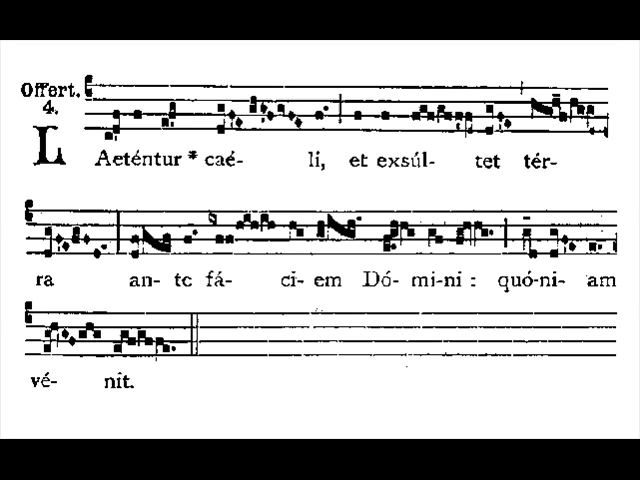 Offert.
4.
LAeténtur * caé- li, et exsúl- tet tér-
ra an- te fá- ci- em Dó- mi-ni : quó-ni- am
vé- nit.